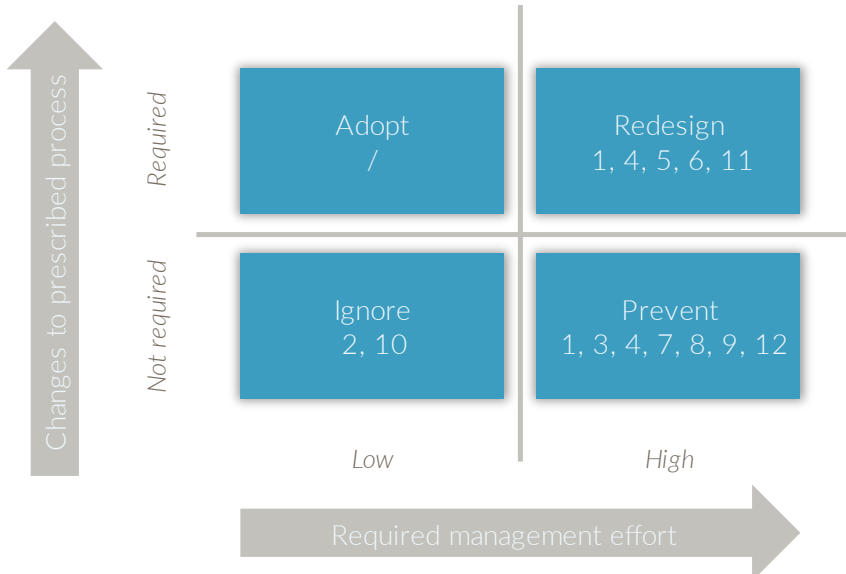 Changes to prescribed process
Required
Not required
Adopt
/
Redesign
1, 4, 5, 6, 11
Ignore
2, 10
Prevent
1, 3, 4, 7, 8, 9, 12
Low
High
Required management effort